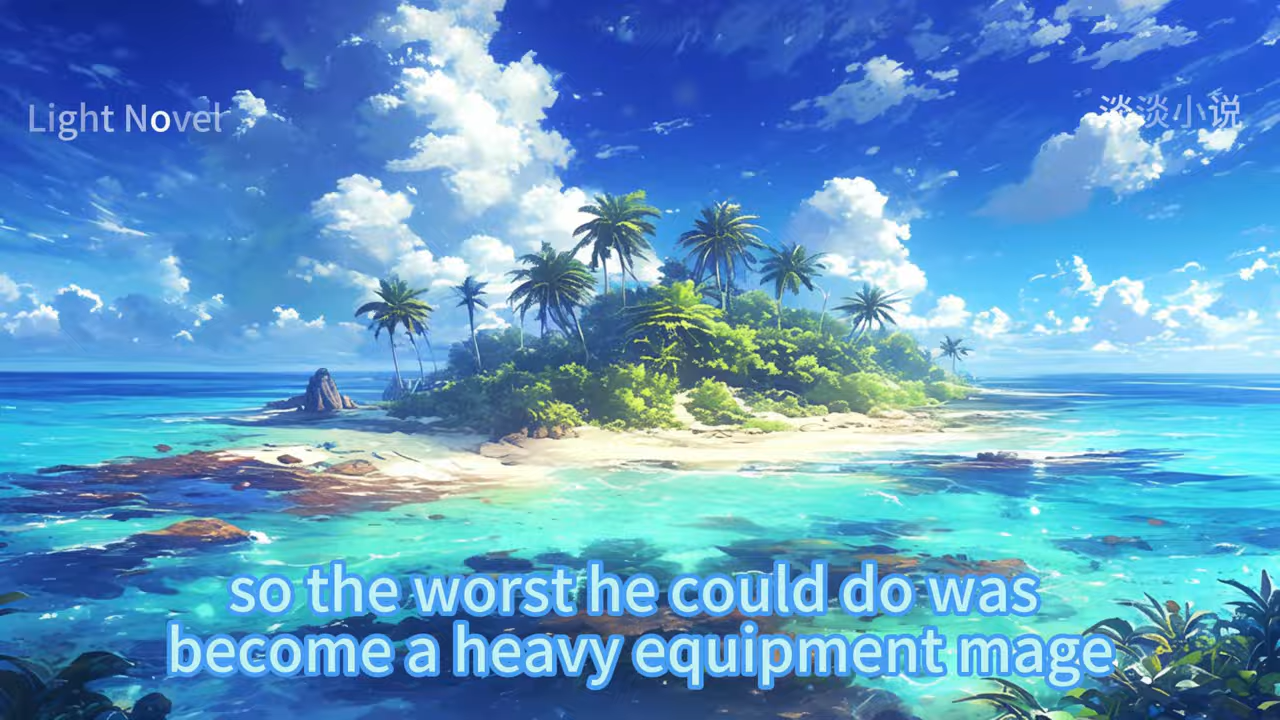 Light Novel
淡淡小说
so the worst he could do was
become a heavy equipment mage